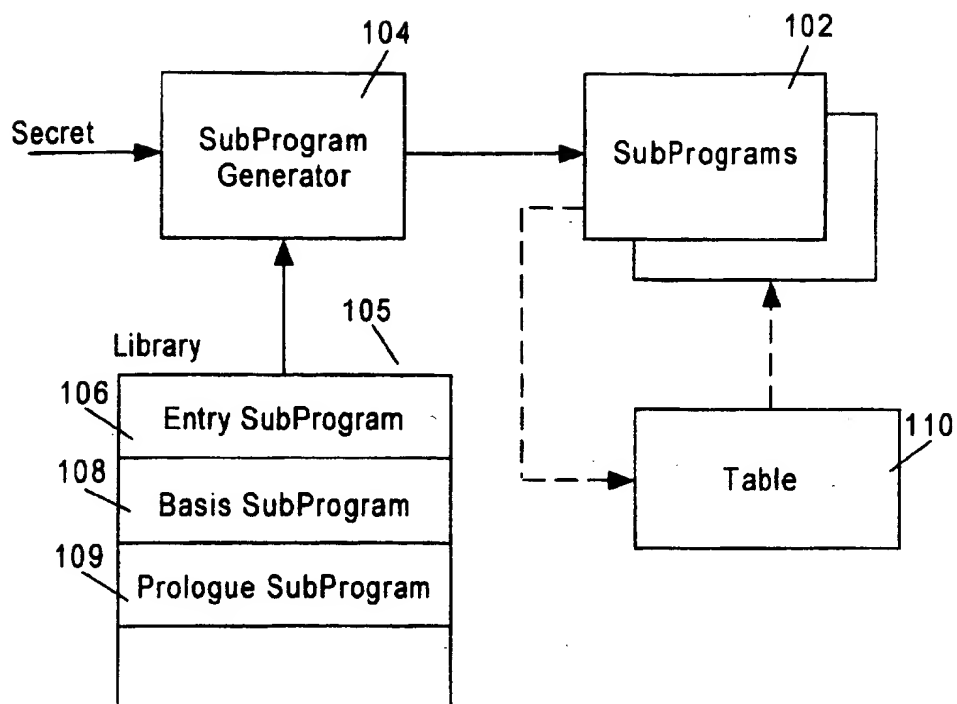 104
102
Secret
SubProgram
Generator
SubPrograms
105
Library
106
Entry SubProgram
110
108
Basis SubProgram
Table
109
Prologue SubProgram